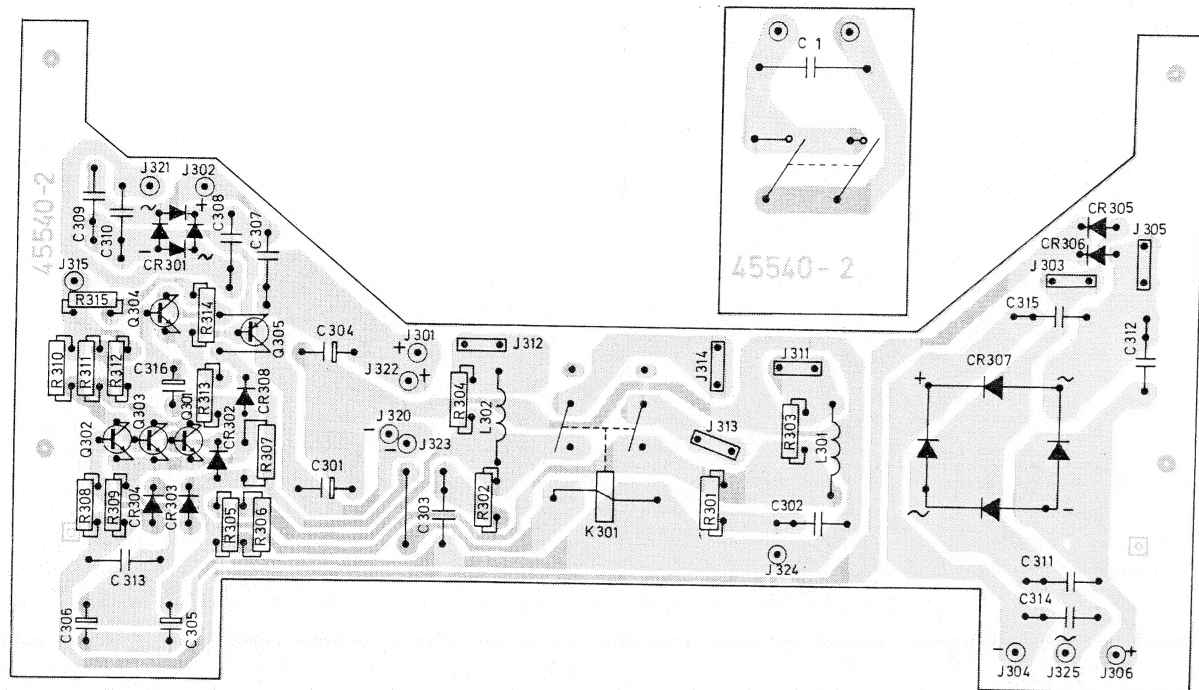 C 1
45540-2
45540-2
J321
J302
C309
C310
~
+
C308
C307
-
~
CR301
J315
R315
Q304
R314
Q305
C304
J301
+
J322
+
J312
J314
J311
R310
R311
R312
C316
R313
CR308
R304
L302
Q302
Q303
Q301
CR302
R307
-
J320
-
J323
J313
R303
L301
R308
R309
CR304
CR303
R305
R306
C301
C303
R302
K301
R301
C302
J324
C313
C306
C305
CR305
CR306
J305
J303
C315
C312
CR307
+
~
~
-
C311
C314
-
~
+
J304
J325
J306